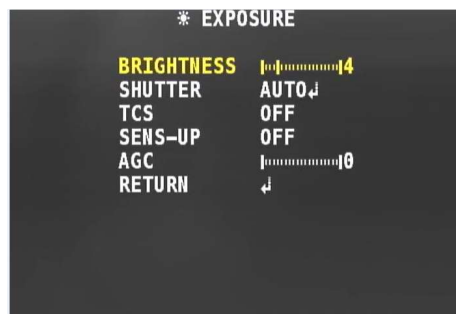 ☀ EXPOSURE
BRIGHTNESS 4
SHUTTER AUTO↲
TCS OFF
SENS–UP OFF
AGC 0
RETURN ↲